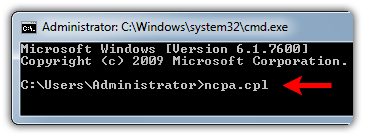 Administrator: C:\Windows\system32\cmd.exe
Microsoft Windows [Version 6.1.7600]
Copyright (c) 2009 Microsoft Corporation.
C:\Users\Administrator>ncpa.cpl